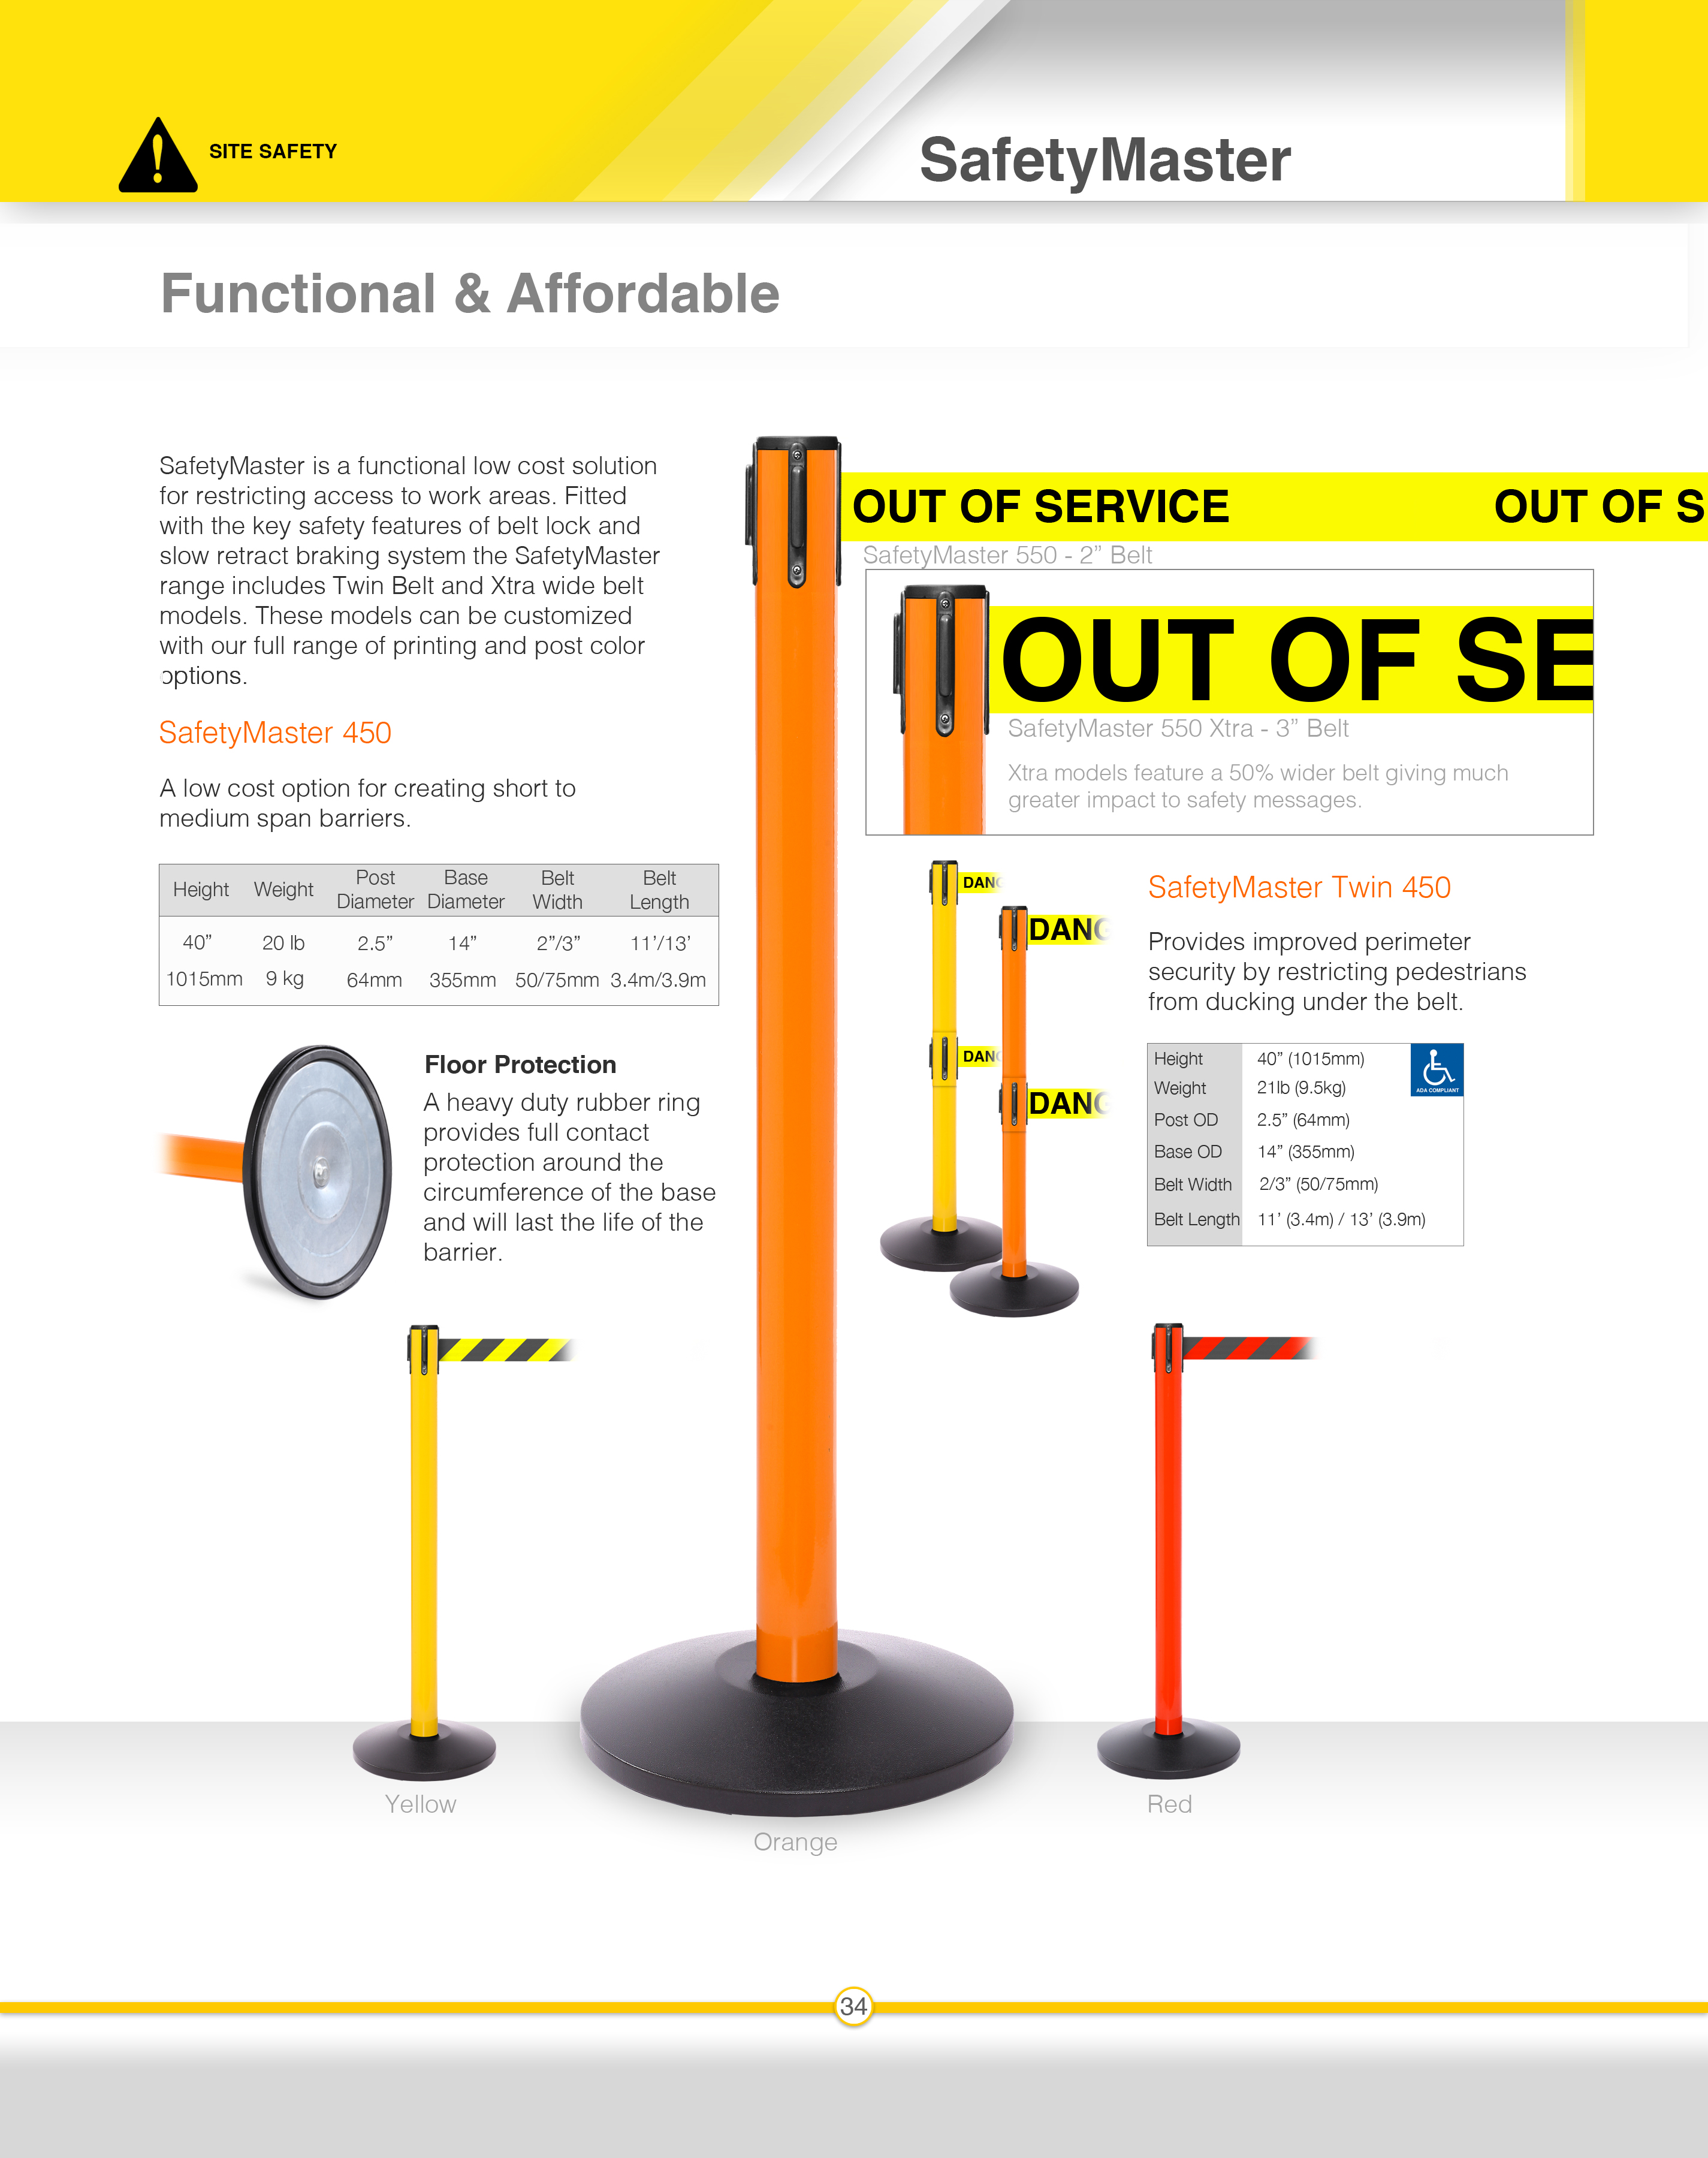 SITE SAFETY
SafetyMaster
Functional & Affordable
SafetyMaster is a functional low cost solution
for restricting access to work areas. Fitted
with the key safety features of belt lock and
slow retract braking system the SafetyMaster
range includes Twin Belt and Xtra wide belt
models. These models can be customized
with our full range of printing and post color
options.
SafetyMaster 450
A low cost option for creating short to
medium span barriers.
Height Weight Post Diameter Base Diameter Belt Width Belt Length
40” 20 lb 2.5” 14” 2”/3” 11’/13’
1015mm 9 kg 64mm 355mm 50/75mm 3.4m/3.9m
Floor Protection
A heavy duty rubber ring
provides full contact
protection around the
circumference of the base
and will last the life of the
barrier.
OUT OF SERVICE OUT OF S
SafetyMaster 550 - 2” Belt
OUT OF SE
SafetyMaster 550 Xtra - 3” Belt
Xtra models feature a 50% wider belt giving much
greater impact to safety messages.
DANG
DANG
DANG
DANG
SafetyMaster Twin 450
Provides improved perimeter
security by restricting pedestrians
from ducking under the belt.
Height 40” (1015mm)
Weight 21lb (9.5kg)
Post OD 2.5” (64mm)
Base OD 14” (355mm)
Belt Width 2/3” (50/75mm)
Belt Length 11’ (3.4m) / 13’ (3.9m)
ADA COMPLIANT
Yellow
Orange
Red
34